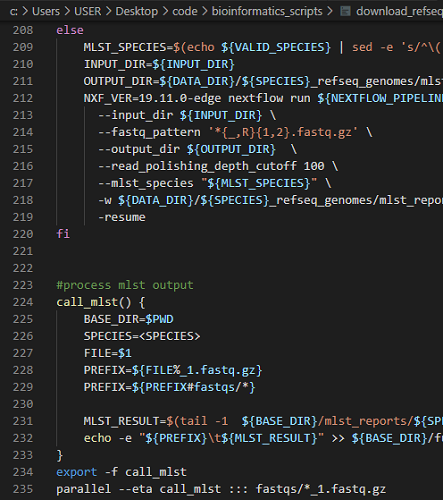 c: > Users > USER > Desktop > code > bioinformatics_scripts > download_refseq
208 else
209 MLST_SPECIES=$(echo ${VALID_SPECIES} | sed -e 's/^\(
210 INPUT_DIR=${INPUT_DIR}
211 OUTPUT_DIR=${DATA_DIR}/${SPECIES}_refseq_genomes/mls
212 NXF_VER=19.11.0-edge nextflow run ${NEXTFLOW_PIPELIN
213 --input_dir ${INPUT_DIR} \
214 --fastq_pattern '*{_,R}{1,2}.fastq.gz' \
215 --output_dir ${OUTPUT_DIR}  \
216 --read_polishing_depth_cutoff 100 \
217 --mlst_species "${MLST_SPECIES}" \
218 -w ${DATA_DIR}/${SPECIES}_refseq_genomes/mlst_repor
219 -resume
220 fi
221
222
223 #process mlst output
224 call_mlst() {
225 BASE_DIR=$PWD
226 SPECIES=<SPECIES>
227 FILE=$1
228 PREFIX=${FILE%_1.fastq.gz}
229 PREFIX=${PREFIX#fastqs/*}
230
231 MLST_RESULT=$(tail -1  ${BASE_DIR}/mlst_reports/${SP
232 echo -e "${PREFIX}\t${MLST_RESULT}" >> ${BASE_DIR}/f
233 }
234 export -f call_mlst
235 parallel --eta call_mlst ::: fastqs/*_1.fastq.gz